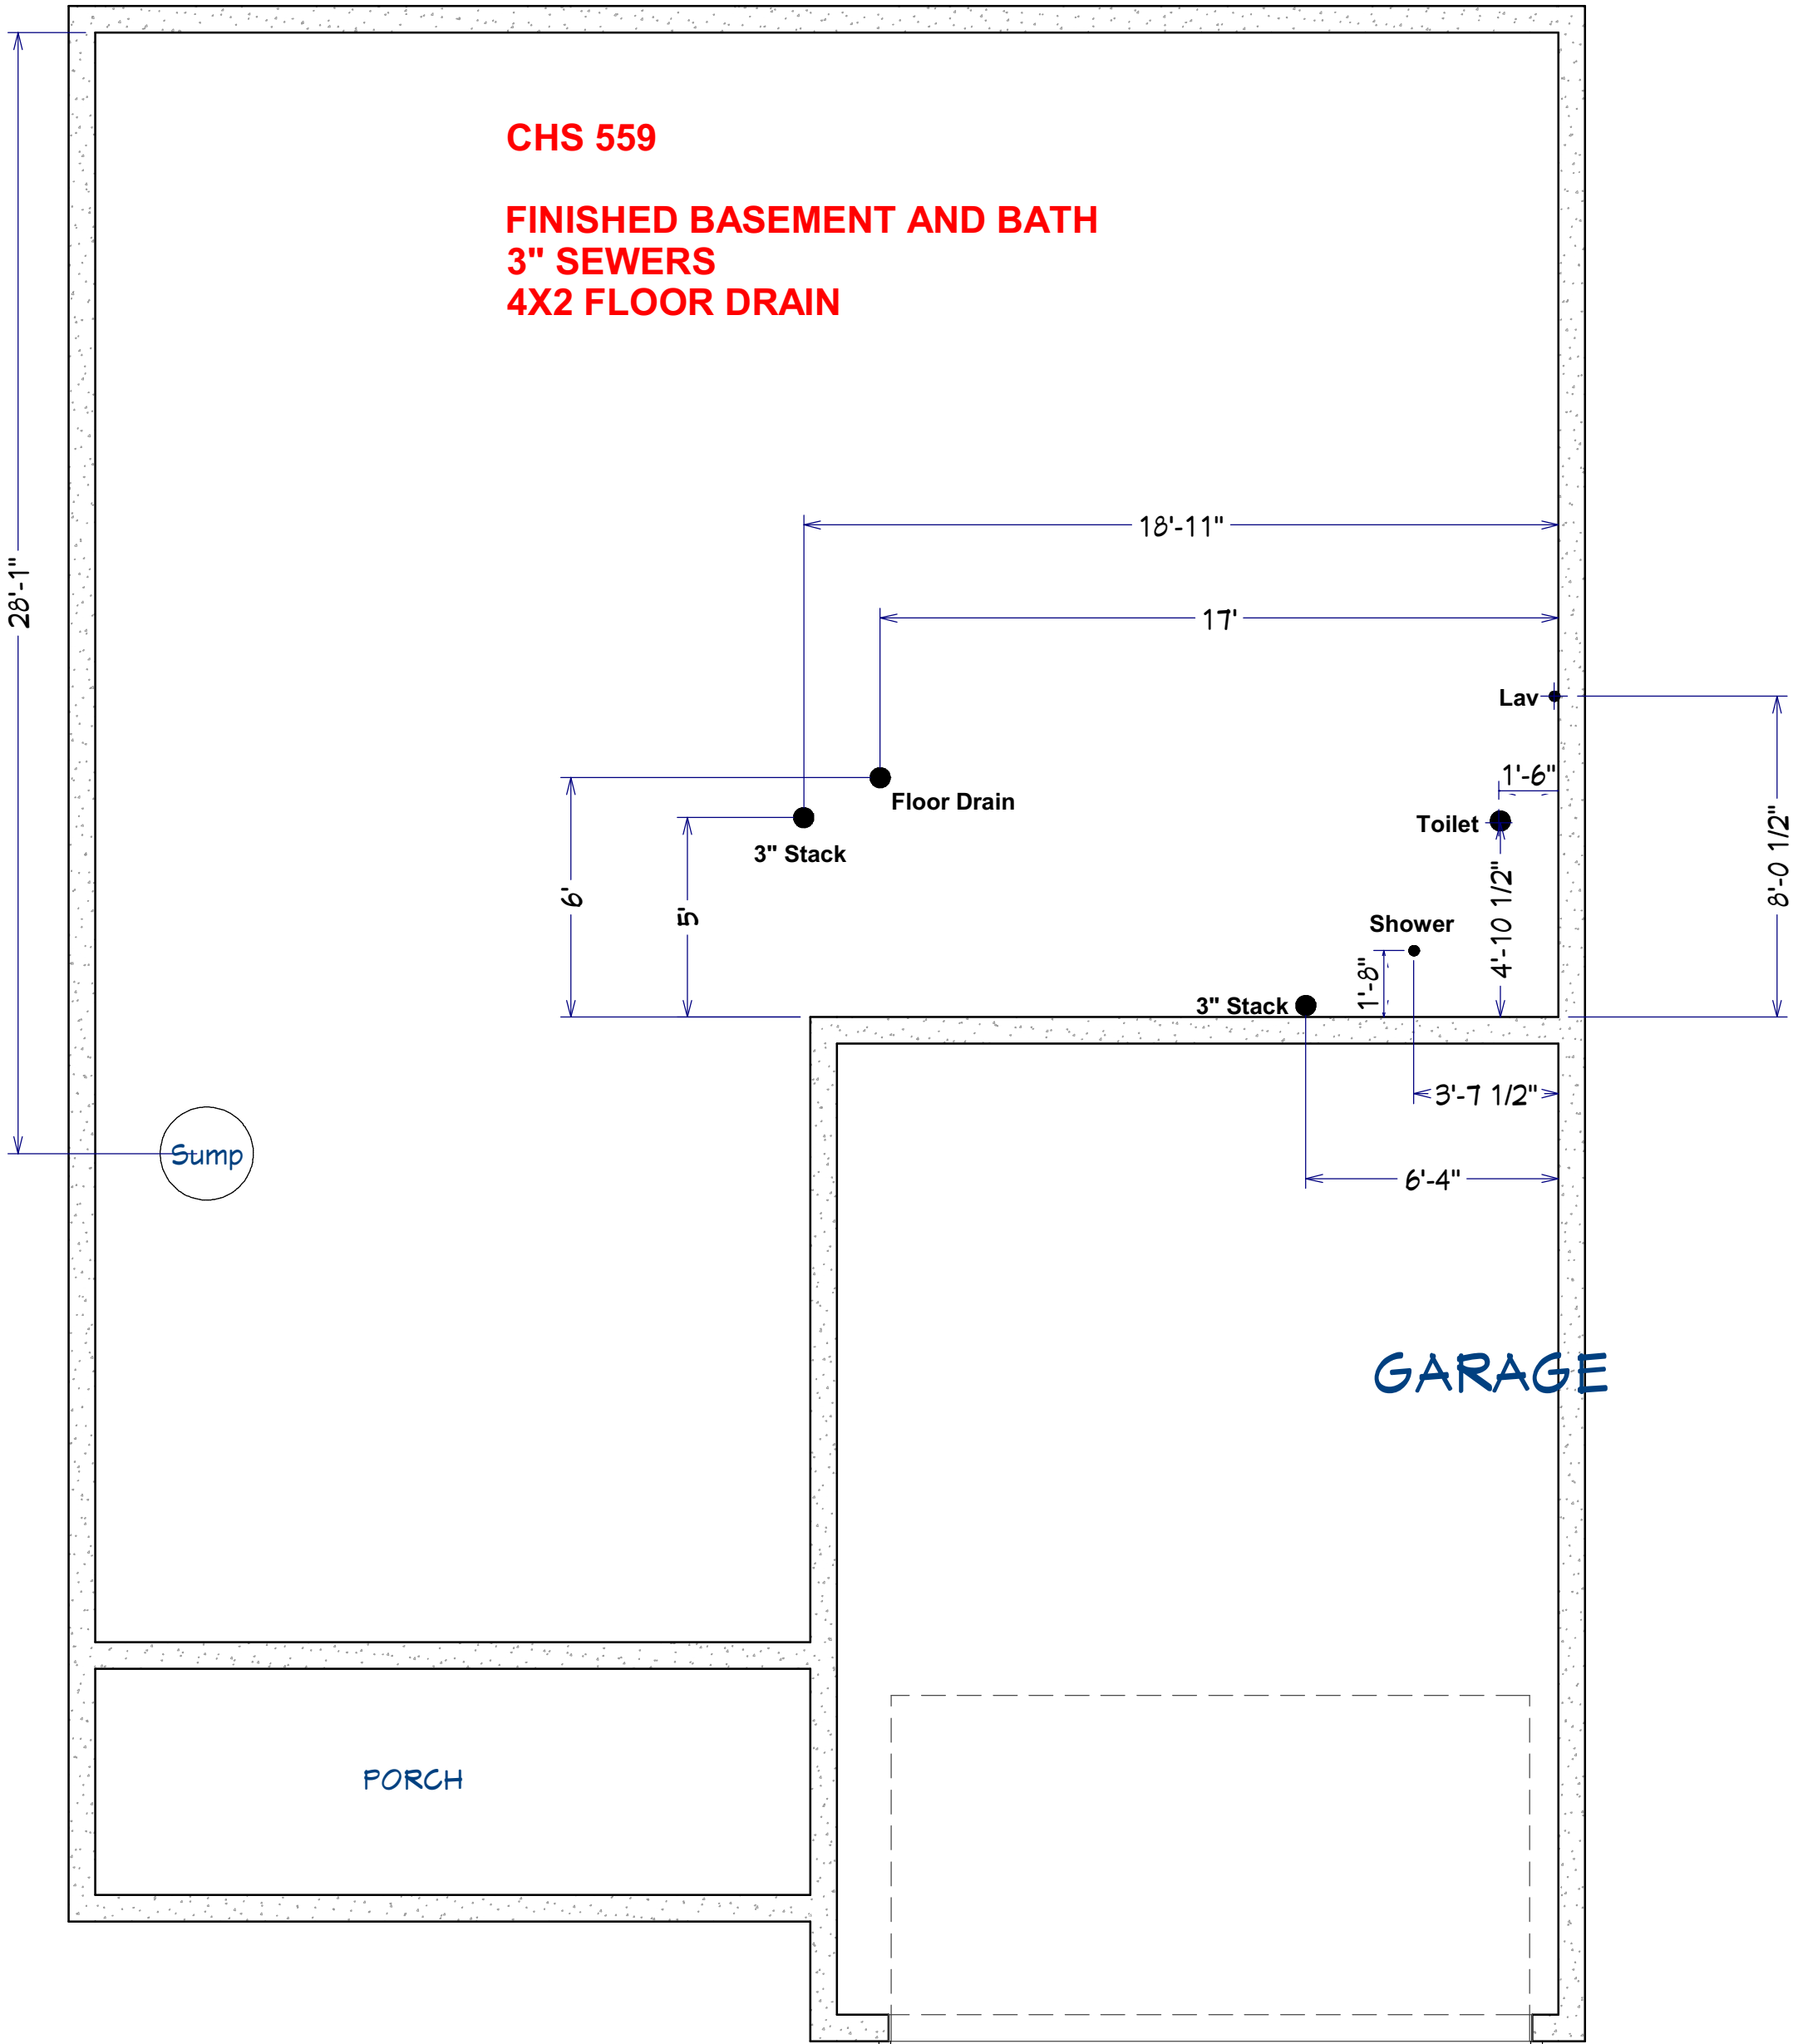 CHS 559
FINISHED BASEMENT AND BATH
3" SEWERS
4X2 FLOOR DRAIN
28'-1"
18'-11"
17'
Lav
1'-6"
Floor Drain
Toilet
3" Stack
8'-0 1/2"
6'
5'
4'-10 1/2"
Shower
1'-8"
3" Stack
3'-7 1/2"
Sump
6'-4"
GARAGE
PORCH